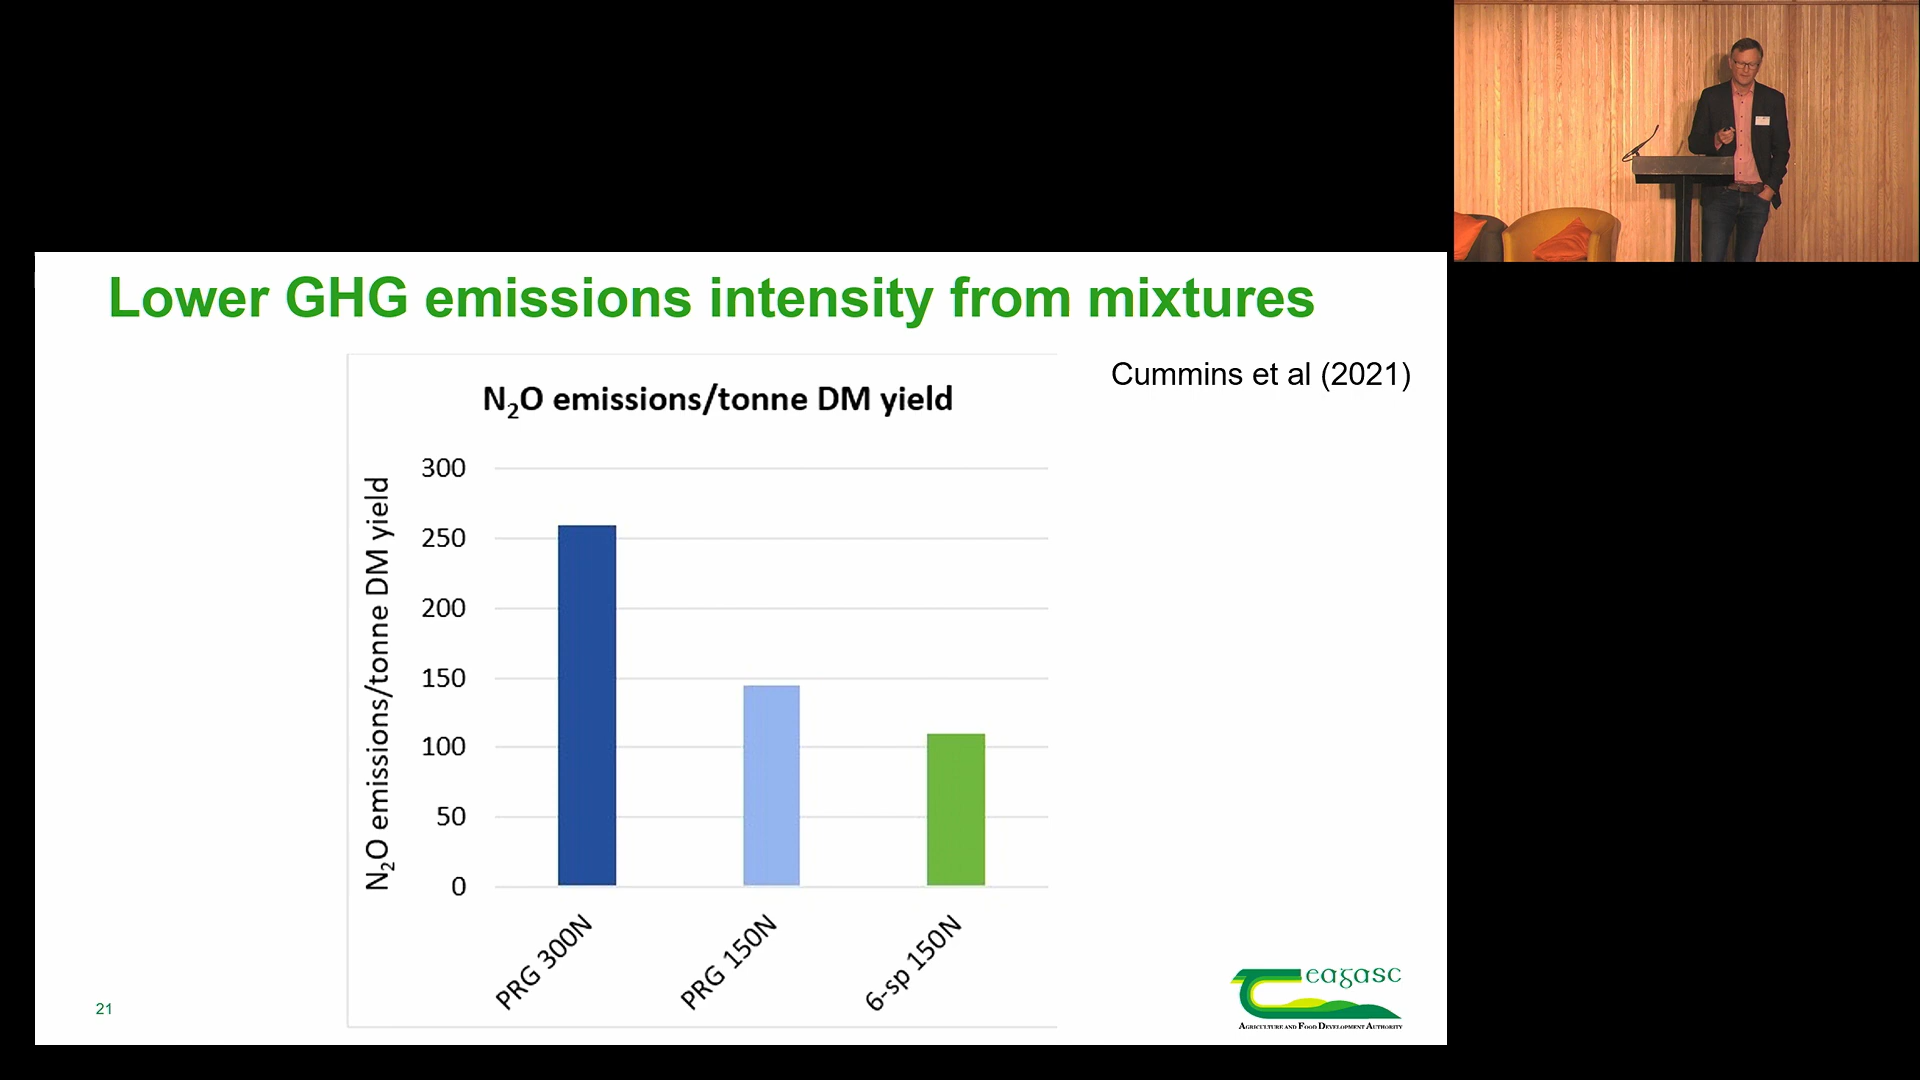 Lower GHG emissions intensity from mixtures
Cummins et al (2021)
N₂O emissions/tonne DM yield
N₂O emissions/tonne DM yield
300
250
200
150
100
50
0
PRG 300N
PRG 150N
6-sp 150N
21
eagasc
AGRICULTURE AND FOOD DEVELOPMENT AUTHORITY